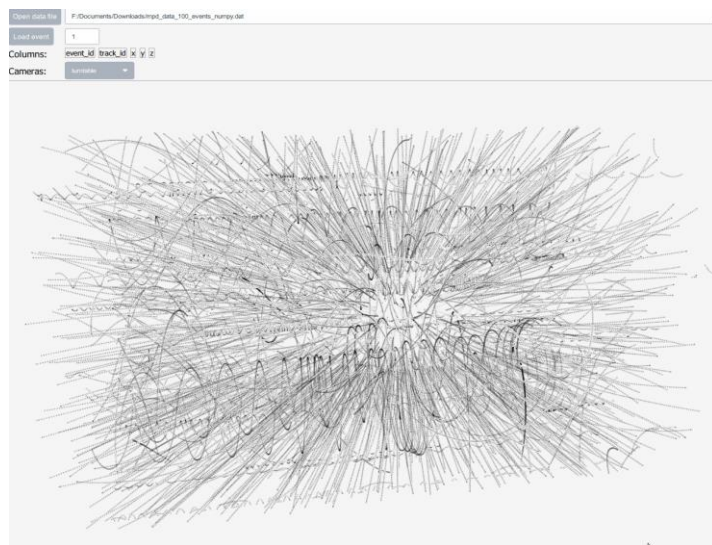 Open data file F:/Documents/Downloads/mpd_data_100_events_numpy.dat
Load event 1
Columns: event_id track_id x y z
Cameras: turntable